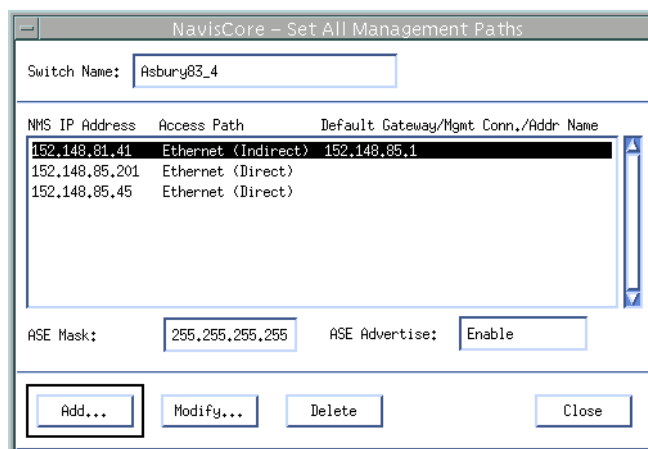 NavisCore – Set All Management Paths
Switch Name: Asbury83_4
NMS IP Address Access Path Default Gateway/Mgmt Conn./Addr Name
152.148.81.41 Ethernet (Indirect) 152.148.85.1
152.148.85.201 Ethernet (Direct)
152.148.85.45 Ethernet (Direct)
ASE Mask: 255.255.255.255 ASE Advertise: Enable
Add... Modify... Delete Close